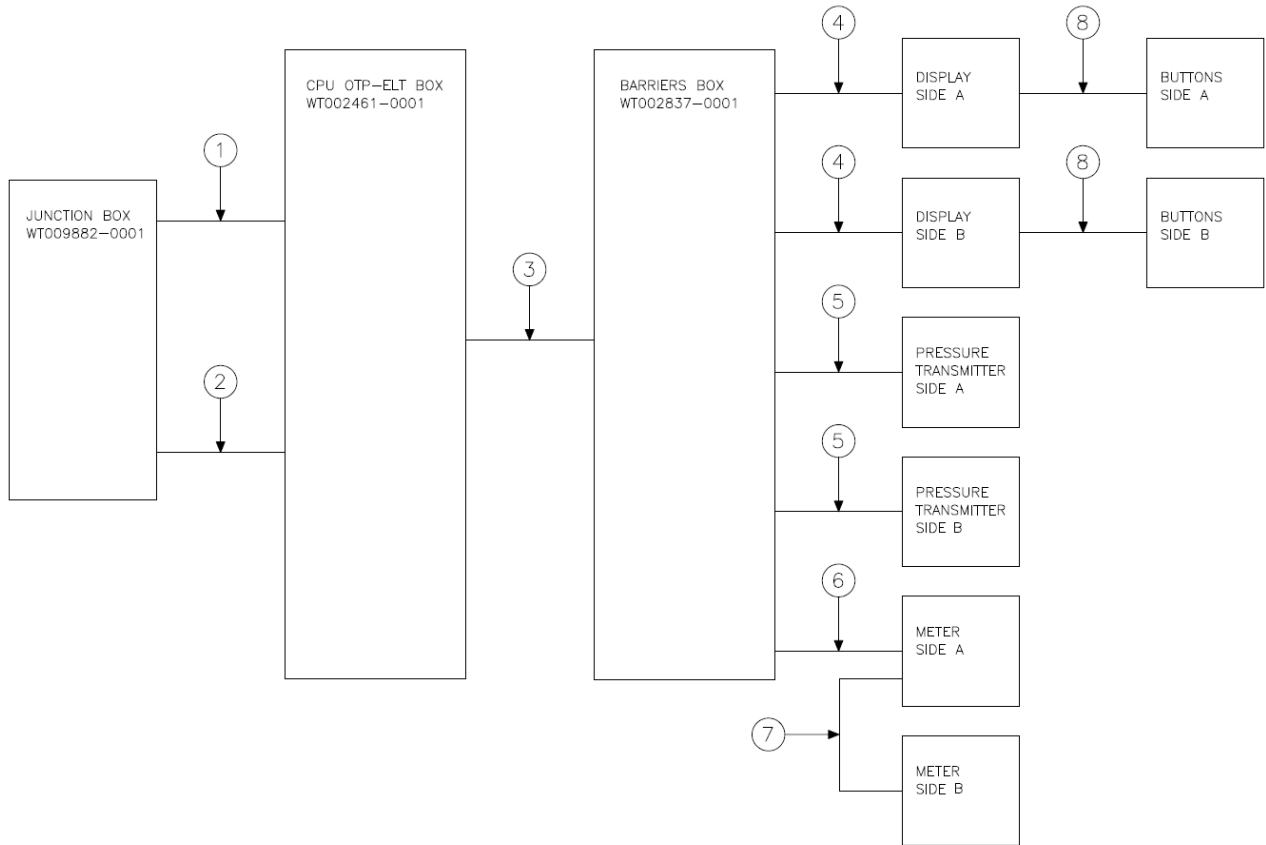 4
8
CPU OTP-ELT BOX
WT002461-0001
BARRIERS BOX
WT002837-0001
DISPLAY
SIDE A
BUTTONS
SIDE A
1
4
8
JUNCTION BOX
WT009882-0001
DISPLAY
SIDE B
BUTTONS
SIDE B
3
5
PRESSURE
TRANSMITTER
SIDE A
2
5
PRESSURE
TRANSMITTER
SIDE B
6
METER
SIDE A
7
METER
SIDE B